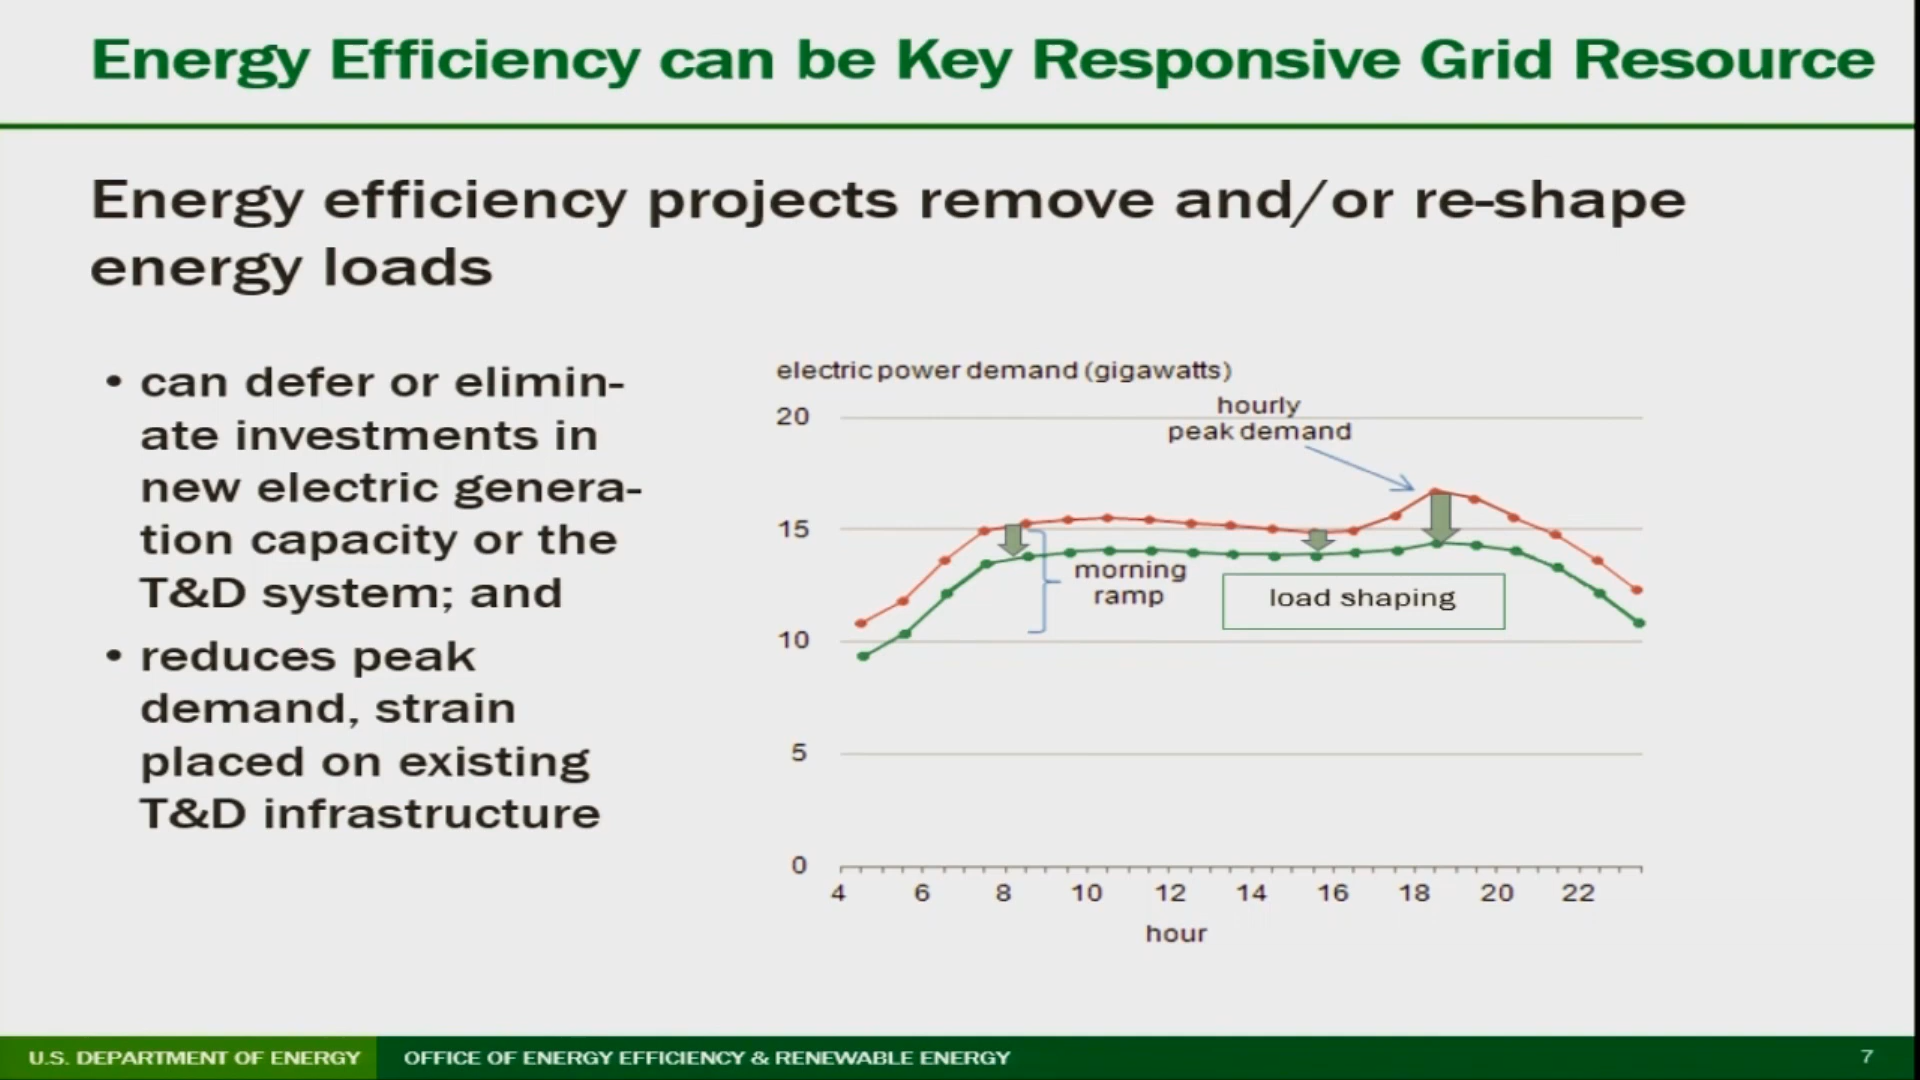 Energy Efficiency can be Key Responsive Grid Resource
Energy efficiency projects remove and/or re-shape
energy loads
• can defer or elimin-
ate investments in
new electric genera-
tion capacity or the
T&D system; and
• reduces peak
demand, strain
placed on existing
T&D infrastructure
electric power demand (gigawatts)
20
hourly
peak demand
15
morning
ramp
load shaping
10
5
0
4 6 8 10 12 14 16 18 20 22
hour
U.S. DEPARTMENT OF ENERGY OFFICE OF ENERGY EFFICIENCY & RENEWABLE ENERGY 7